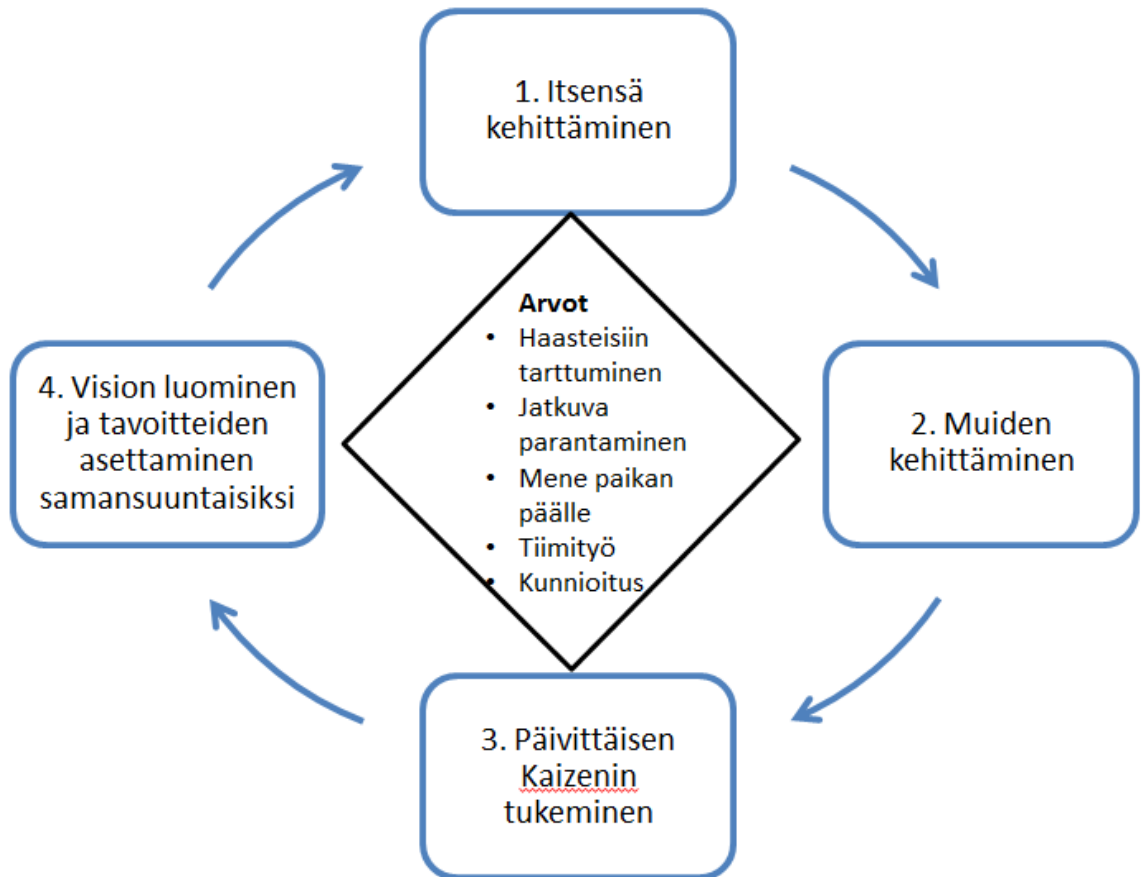 1. Itsensä
kehittäminen
Arvot
• Haasteisiin
tarttuminen
• Jatkuva
parantaminen
• Mene paikan
päälle
• Tiimityö
• Kunnioitus
4. Vision luominen
ja tavoitteiden
asettaminen
samansuuntaisiksi
2. Muiden
kehittäminen
3. Päivittäisen
Kaizenin
tukeminen